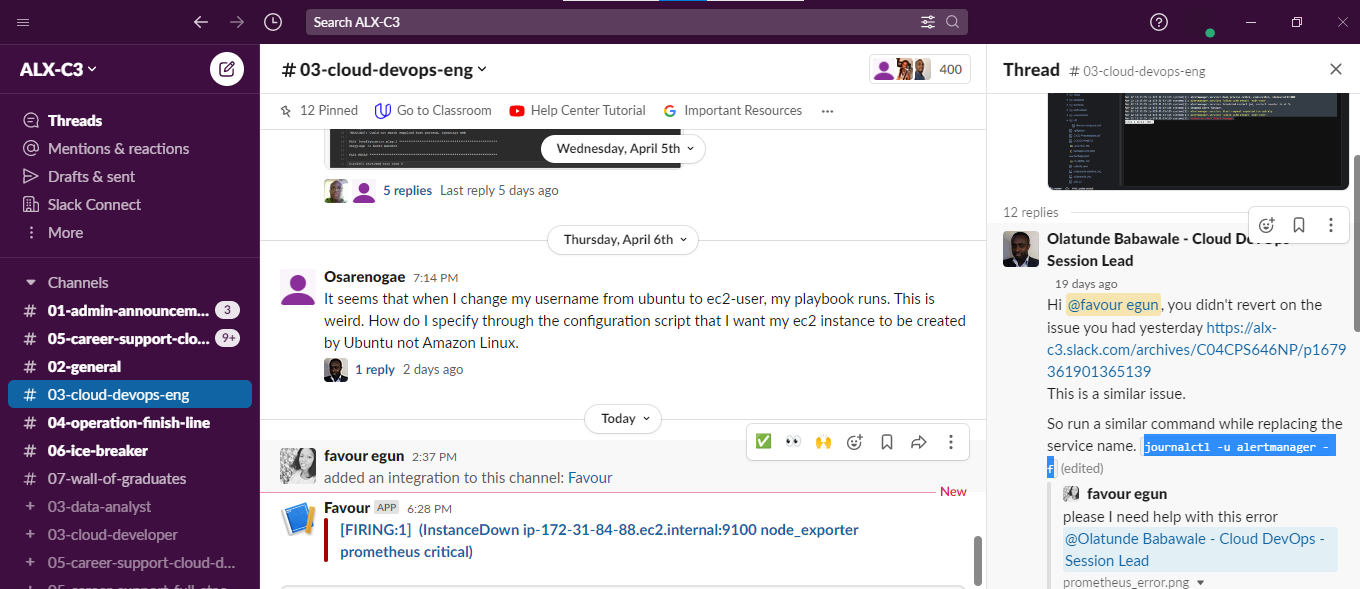 Search ALX-C3
ALX-C3
Threads
Mentions & reactions
Drafts & sent
Slack Connect
More
Channels
# 01-admin-announcem... 3
# 05-career-support-clo... 9+
# 02-general
# 03-cloud-devops-eng
# 04-operation-finish-line
# 06-ice-breaker
# 07-wall-of-graduates
+ 03-data-analyst
+ 03-cloud-developer
+ 05-career-support-cloud-d...
# 03-cloud-devops-eng
400
12 Pinned
Go to Classroom
Help Center Tutorial
Important Resources
Wednesday, April 5th
5 replies Last reply 5 days ago
Thursday, April 6th
Osarenogae 7:14 PM
It seems that when I change my username from ubuntu to ec2-user, my playbook runs. This is
weird. How do I specify through the configuration script that I want my ec2 instance to be created
by Ubuntu not Amazon Linux.
1 reply 2 days ago
Today
favour egun 2:37 PM
added an integration to this channel: Favour
New
Favour APP 6:28 PM
[FIRING:1] (InstanceDown ip-172-31-84-88.ec2.internal:9100 node_exporter
prometheus critical)
Thread # 03-cloud-devops-eng
12 replies
Olatunde Babawale - Cloud DevOps -
Session Lead
19 days ago
Hi @favour egun, you didn't revert on the
issue you had yesterday https://alx-
c3.slack.com/archives/C04CPS646NP/p1679
361901365139
This is a similar issue.
So run a similar command while replacing the
service name. journalctl -u alertmanager -
f (edited)
favour egun
please I need help with this error
@Olatunde Babawale - Cloud DevOps -
Session Lead
prometheus_error.png